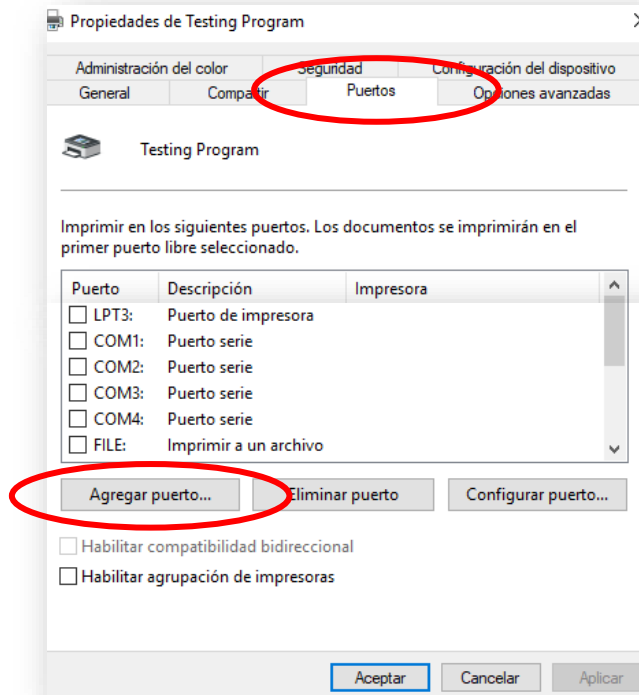 Propiedades de Testing Program
Administración del color Seguridad Configuración del dispositivo
General Compartir Puertos Opciones avanzadas
Testing Program
Imprimir en los siguientes puertos. Los documentos se imprimirán en el
primer puerto libre seleccionado.
Puerto Descripción Impresora
LPT3: Puerto de impresora
COM1: Puerto serie
COM2: Puerto serie
COM3: Puerto serie
COM4: Puerto serie
FILE: Imprimir a un archivo
Agregar puerto... Eliminar puerto Configurar puerto...
Habilitar compatibilidad bidireccional
Habilitar agrupación de impresoras
Aceptar Cancelar Aplicar